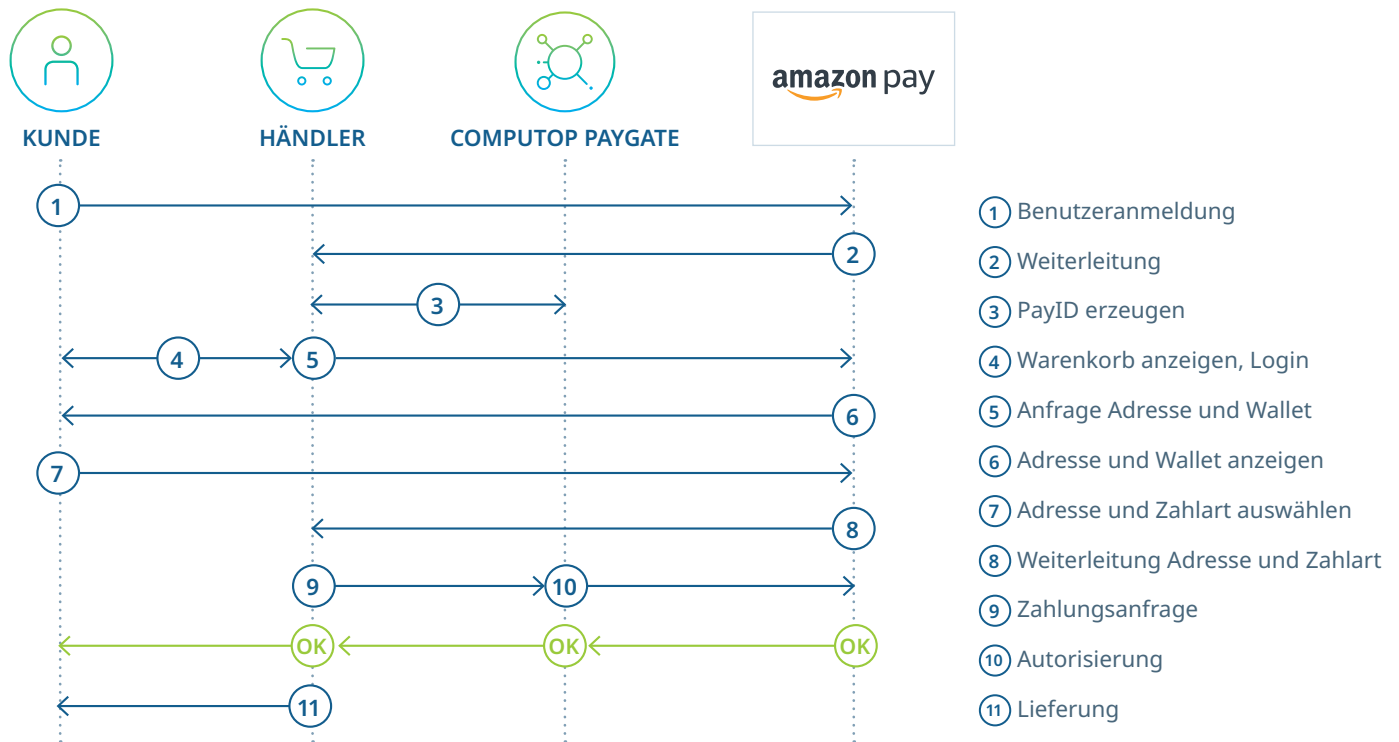 amazon pay
KUNDE HÄNDLER COMPUTOP PAYGATE
1
2
3
4 5
6
7
8
9 10
OK OK OK
11
1 Benutzeranmeldung
2 Weiterleitung
3 PayID erzeugen
4 Warenkorb anzeigen, Login
5 Anfrage Adresse und Wallet
6 Adresse und Wallet anzeigen
7 Adresse und Zahlart auswählen
8 Weiterleitung Adresse und Zahlart
9 Zahlungsanfrage
10 Autorisierung
11 Lieferung